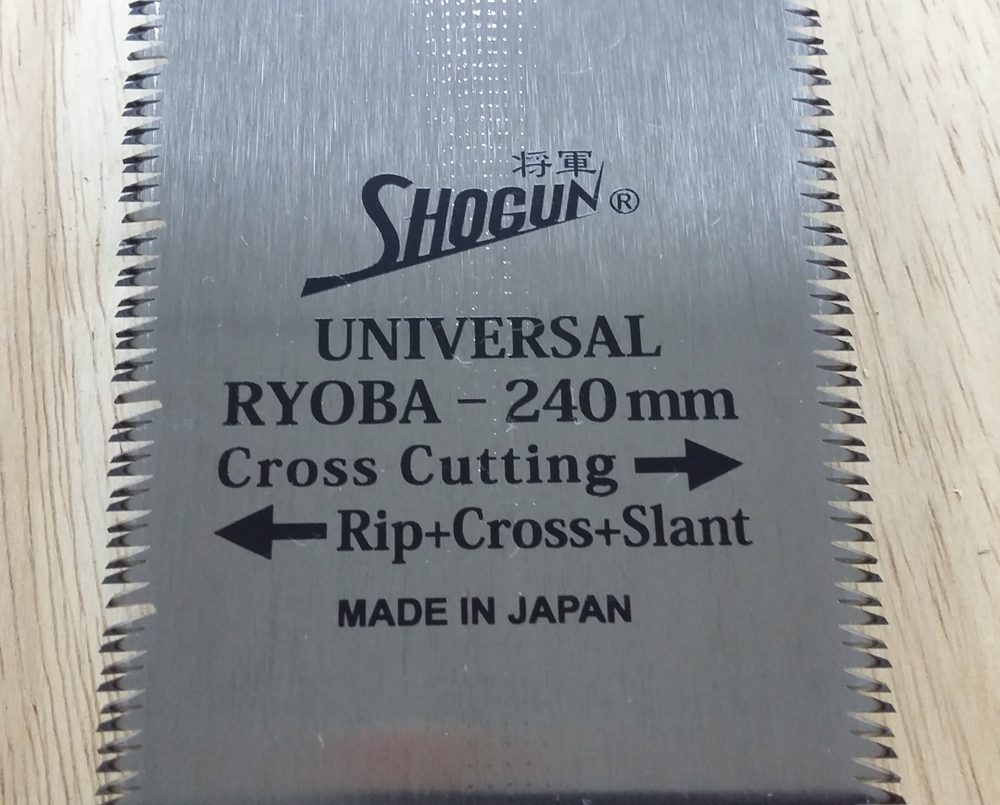 将軍
SHOGUN®
UNIVERSAL
RYOBA - 240mm
Cross Cutting →
← Rip+Cross+Slant
MADE IN JAPAN